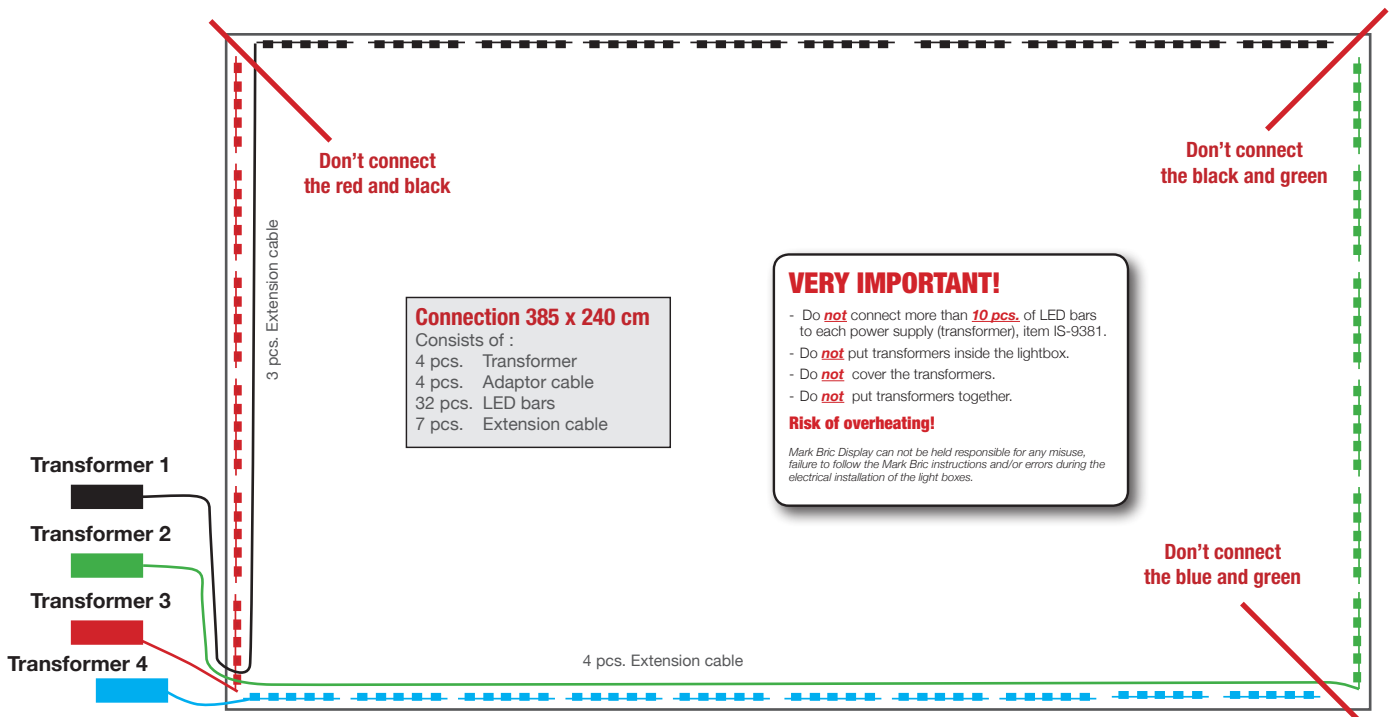 Don't connect
the red and black
Don't connect
the black and green
3 pcs. Extension cable
Connection 385 x 240 cm
Consists of :
4 pcs. Transformer
4 pcs. Adaptor cable
32 pcs. LED bars
7 pcs. Extension cable
VERY IMPORTANT!
- Do not connect more than 10 pcs. of LED bars
to each power supply (transformer), item IS-9381.
- Do not put transformers inside the lightbox.
- Do not cover the transformers.
- Do not put transformers together.
Risk of overheating!
Mark Bric Display can not be held responsible for any misuse,
failure to follow the Mark Bric instructions and/or errors during the
electrical installation of the light boxes.
Transformer 1
Transformer 2
Transformer 3
Transformer 4
Don't connect
the blue and green
4 pcs. Extension cable